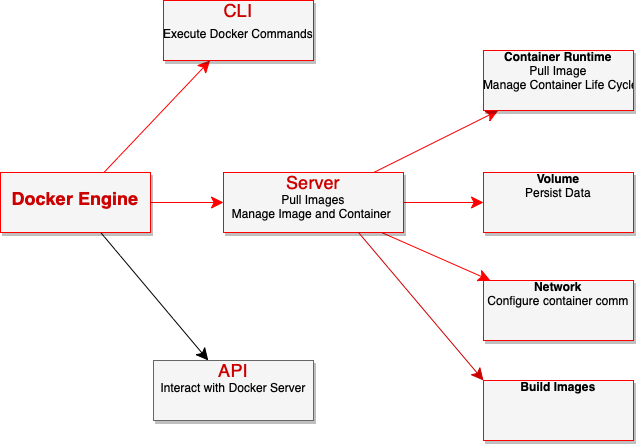 CLI
Execute Docker Commands
Container Runtime
Pull Image
Manage Container Life Cycle
Docker Engine
Server
Pull Images
Manage Image and Container
Volume
Persist Data
Network
Configure container comm
API
Interact with Docker Server
Build Images